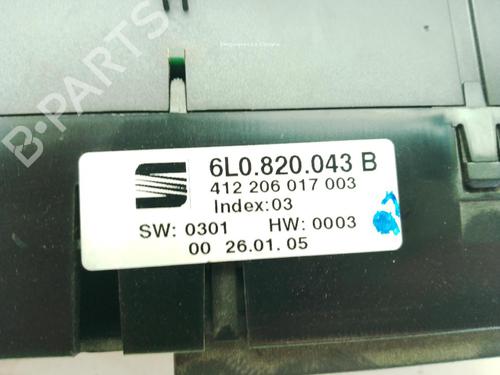 B-PARTS
6L0.820.043 B
412 206 017 003
Index:03
SW: 0301 HW: 0003
00 26.01.05